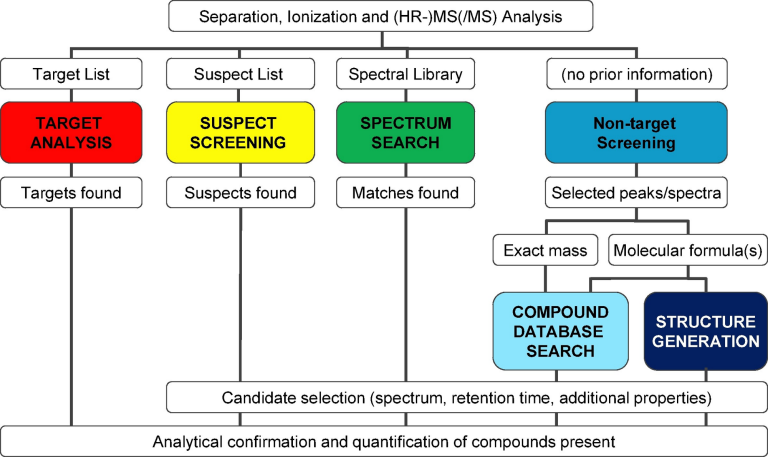 Separation, Ionization and (HR-)MS(/MS) Analysis
Target List
Suspect List
Spectral Library
(no prior information)
TARGET
ANALYSIS
SUSPECT
SCREENING
SPECTRUM
SEARCH
Non-target
Screening
Targets found
Suspects found
Matches found
Selected peaks/spectra
Exact mass
Molecular formula(s)
COMPOUND
DATABASE
SEARCH
STRUCTURE
GENERATION
Candidate selection (spectrum, retention time, additional properties)
Analytical confirmation and quantification of compounds present